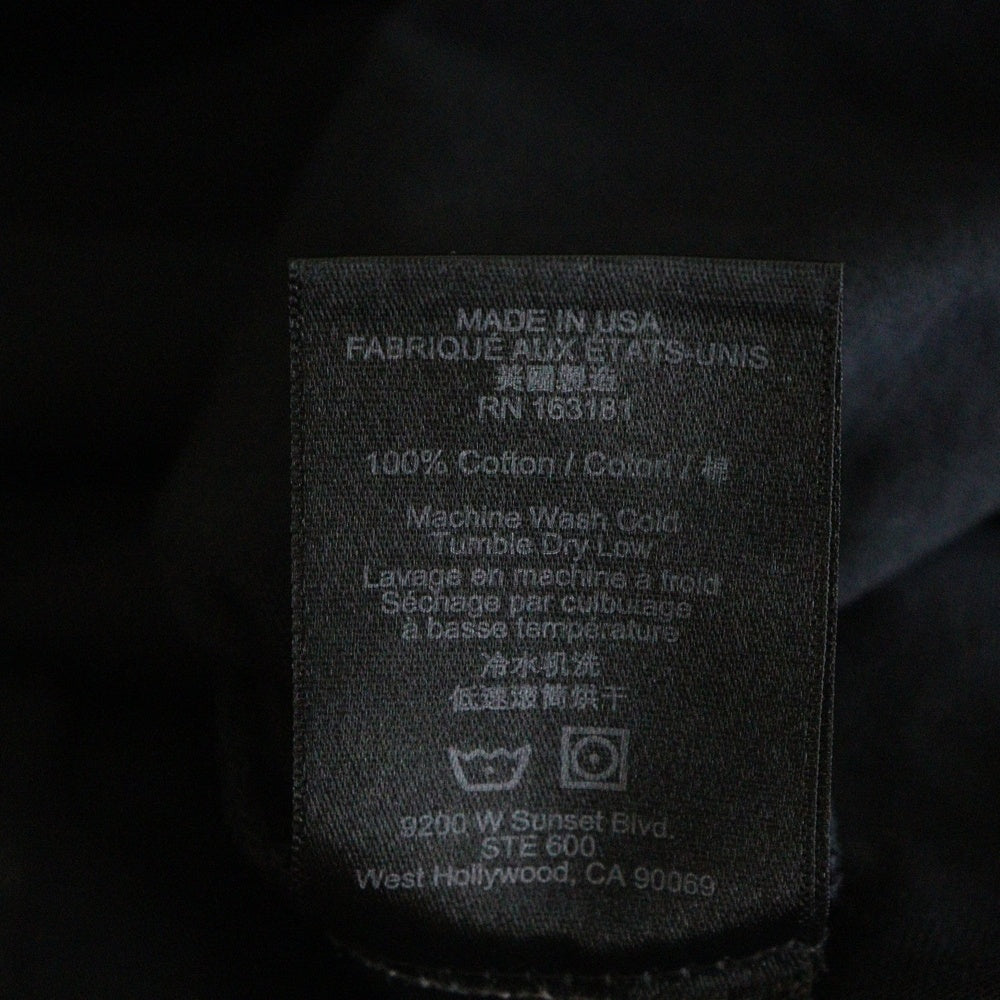 MADE IN USA
FABRIQUÉ AUX ÉTATS-UNIS
美國製造
RN 163181
100% Cotton / Coton / 棉
Machine Wash Cold
Tumble Dry Low
Lavage en machine à froid
Séchage par culbutage
à basse température
冷水机洗
低速滚筒烘干
9200 W Sunset Blvd.
STE 600
West Hollywood, CA 90069